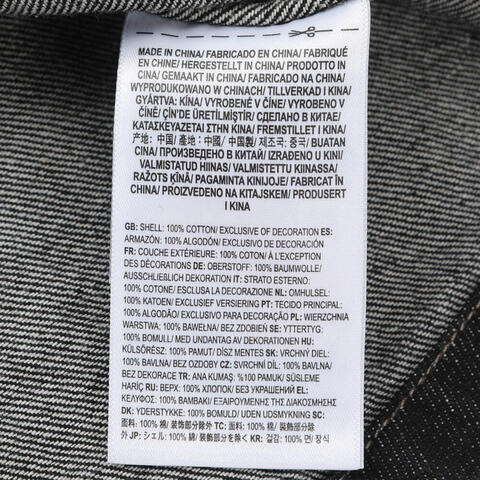 MADE IN CHINA/ FABRICADO EN CHINA/ FABRIQUÉ
EN CHINE/ HERGESTELLT IN CHINA/ PRODOTTO IN
CINA/ GEMAAKT IN CHINA/ FABRICADO NA CHINA/
WYPRODUKOWANO W CHINACH/ TILLVERKAD I KINA/
GYÁRTVA: KÍNA/ VYROBENÉ V ČÍNE/ VYROBENO V
ČÍNĚ/ ÇİN'DE ÜRETİLMİŞTİR/ СДЕЛАНО В КИТАЕ/
ΚΑΤΑΣΚΕΥΑΖΕΤΑΙ ΣΤΗΝ ΚΙΝΑ/ FREMSTILLET I KINA/
产地: 中国/ 產地：中國/ 中国製/ 제조국: 중국/ BUATAN
CINA/ ПРОИЗВЕДЕНО В КИТАЙ/ IZRAĐENO U KINI/
VALMISTATUD HIINAS/ VALMISTETTU KIINASSA/
RAŽOTS ĶĪNĀ/ PAGAMINTA KINIJOJE/ FABRICAT ÎN
CHINA/ PROIZVEDENO NA KITAJSKEM/ PRODUSERT
I KINA
GB: SHELL: 100% COTTON/ EXCLUSIVE OF DECORATION ES:
ARMAZÓN: 100% ALGODÓN/ EXCLUSIVO DE DECORACIÓN
FR: COUCHE EXTÉRIEURE: 100% COTON/ À L'EXCEPTION
DES DÉCORATIONS DE: OBERSTOFF: 100% BAUMWOLLE/
AUSSCHLIEßLICH DEKORATION IT: STRATO ESTERNO:
100% COTONE/ ESCLUSA LA DECORAZIONE NL: OMHULSEL:
100% KATOEN/ EXCLUSIEF VERSIERING PT: TECIDO PRINCIPAL:
100% ALGODÃO/ EXCLUSIVO PARA DECORAÇÃO PL: WIERZCHNIA
WARSTWA: 100% BAWEŁNA/ BEZ ZDOBIEŃ SE: YTTERTYG:
100% BOMULL/ MED UNDANTAG AV DEKORATIONEN HU:
KÜLSŐRÉSZ: 100% PAMUT/ DÍSZ MENTES SK: VRCHNÝ DIEL:
100% BAVLNA/ BEZ OZDOBY CZ: SVRCHNÍ DÍL: 100% BAVLNA/
BEZ DEKORACE TR: ANA KUMAŞ: %100 PAMUK/ SÜSLEME
HARİÇ RU: ВЕРХ: 100% ХЛОПОК/ БЕЗ УКРАШЕНИЙ EL:
ΚΕΛΥΦΟΣ: 100% ΒΑΜΒΑΚΙ/ ΕΞΑΙΡΟΥΜΕΝΗΣ ΤΗΣ ΔΙΑΚΟΣΜΗΣΗΣ
DK: YDERSTYKKE: 100% BOMULD/ UDEN UDSMYKNING SC:
面料: 100% 棉/ 装饰部分除外 TC: 面料: 100% 棉/ 裝飾部分除
外 JP: シェル: 100% 綿/ 装飾部を除く KR: 겉감: 100% 면/ 장식